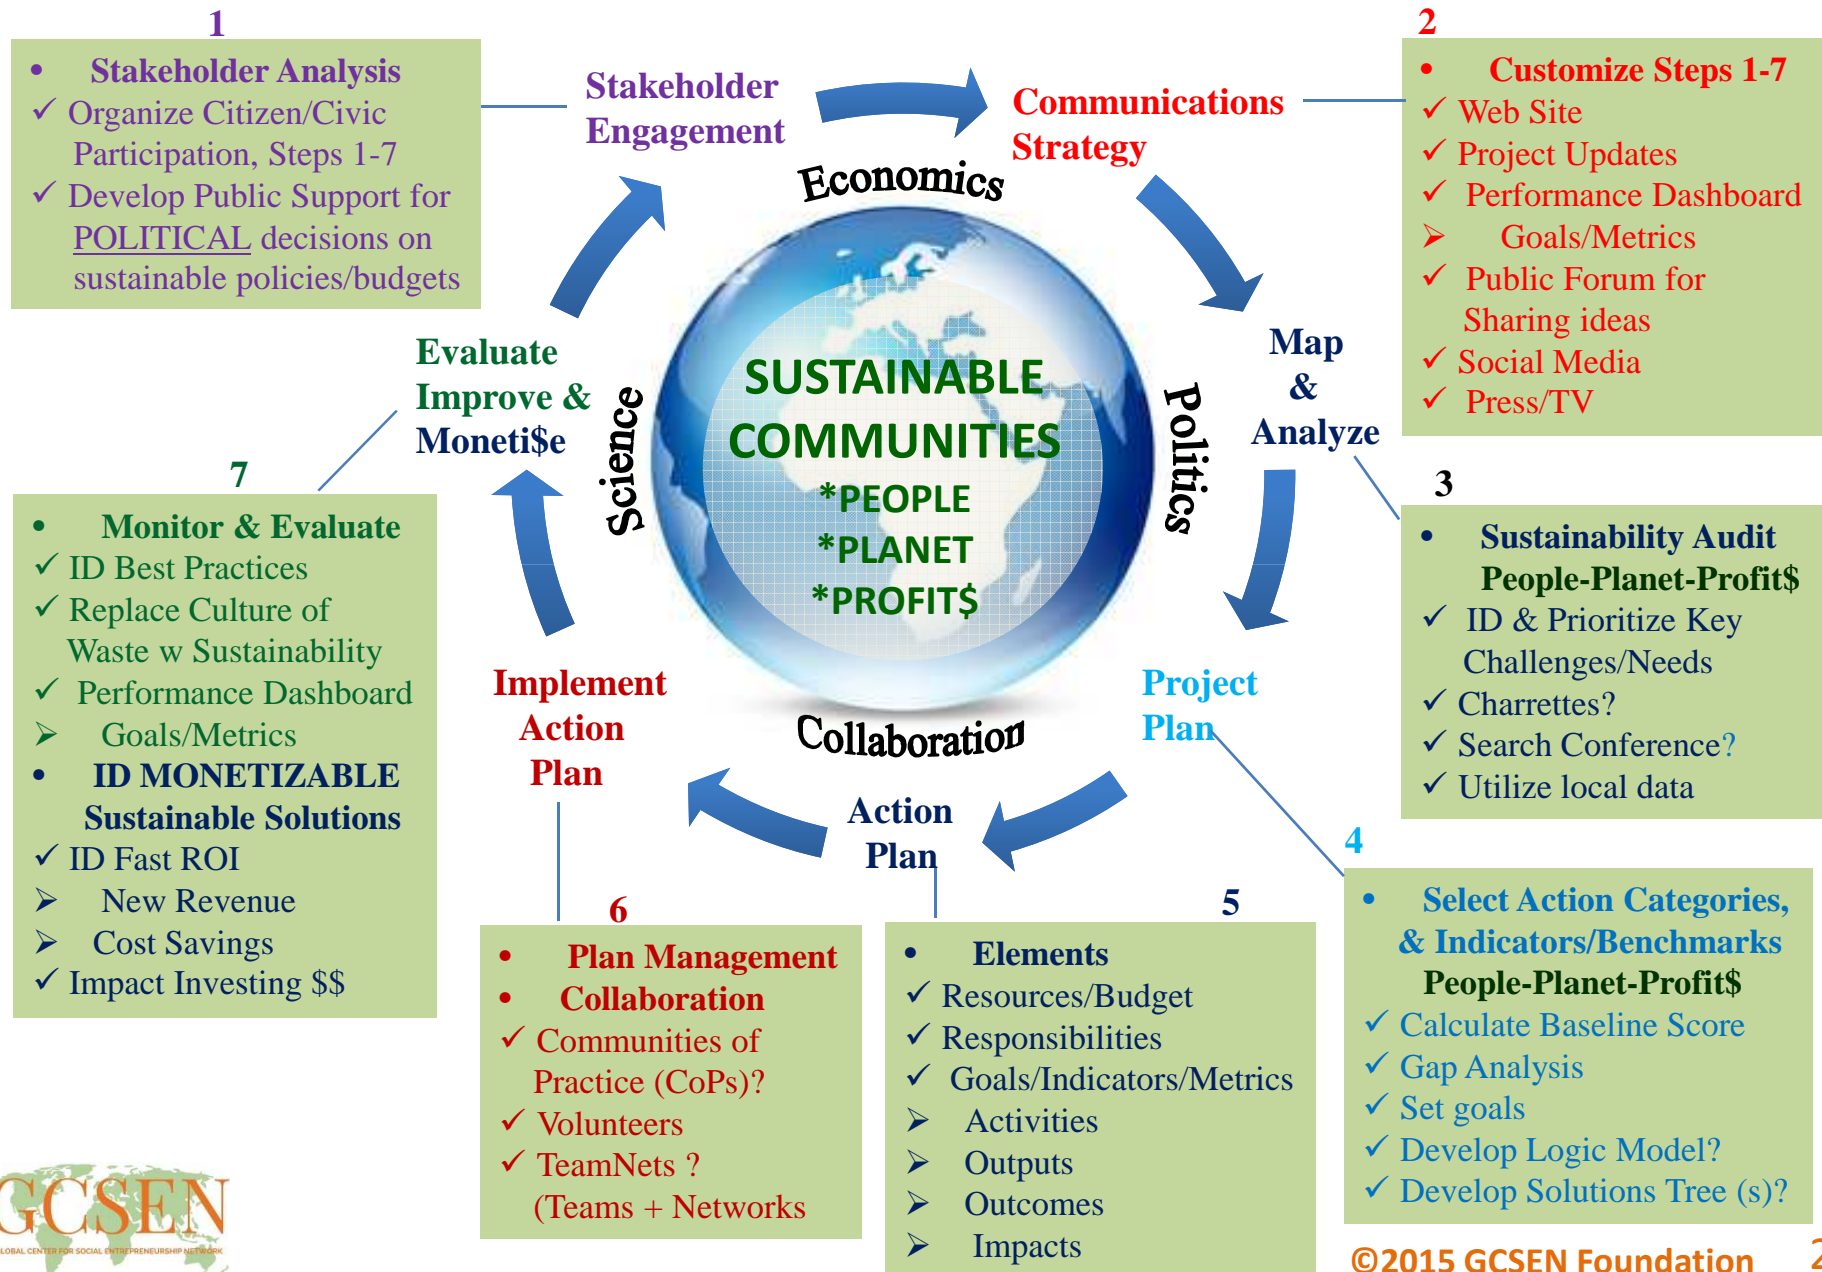 1
• Stakeholder Analysis
✓ Organize Citizen/Civic
Participation, Steps 1-7
✓ Develop Public Support for
POLITICAL decisions on
sustainable policies/budgets
Stakeholder
Engagement
Communications
Strategy
2
• Customize Steps 1-7
✓ Web Site
✓ Project Updates
✓ Performance Dashboard
➢ Goals/Metrics
✓ Public Forum for
Sharing ideas
✓ Social Media
✓ Press/TV
Economics
Politics
Collaboration
Science
SUSTAINABLE
COMMUNITIES
*PEOPLE
*PLANET
*PROFIT$
Map
&
Analyze
3
• Sustainability Audit
People-Planet-Profit$
✓ ID & Prioritize Key
Challenges/Needs
✓ Charrettes?
✓ Search Conference?
✓ Utilize local data
Project
Plan
4
• Select Action Categories,
& Indicators/Benchmarks
People-Planet-Profit$
✓ Calculate Baseline Score
✓ Gap Analysis
✓ Set goals
✓ Develop Logic Model?
✓ Develop Solutions Tree (s)?
Action
Plan
5
• Elements
✓ Resources/Budget
✓ Responsibilities
✓ Goals/Indicators/Metrics
➢ Activities
➢ Outputs
➢ Outcomes
➢ Impacts
Implement
Action
Plan
6
• Plan Management
• Collaboration
✓ Communities of
Practice (CoPs)?
✓ Volunteers
✓ TeamNets ?
(Teams + Networks
Evaluate
Improve &
Moneti$e
7
• Monitor & Evaluate
✓ ID Best Practices
✓ Replace Culture of
Waste w Sustainability
✓ Performance Dashboard
➢ Goals/Metrics
• ID MONETIZABLE
Sustainable Solutions
✓ ID Fast ROI
➢ New Revenue
➢ Cost Savings
✓ Impact Investing $$
GCSEN
GLOBAL CENTER FOR SOCIAL ENTREPRENEURSHIP NETWORK
©2015 GCSEN Foundation
2